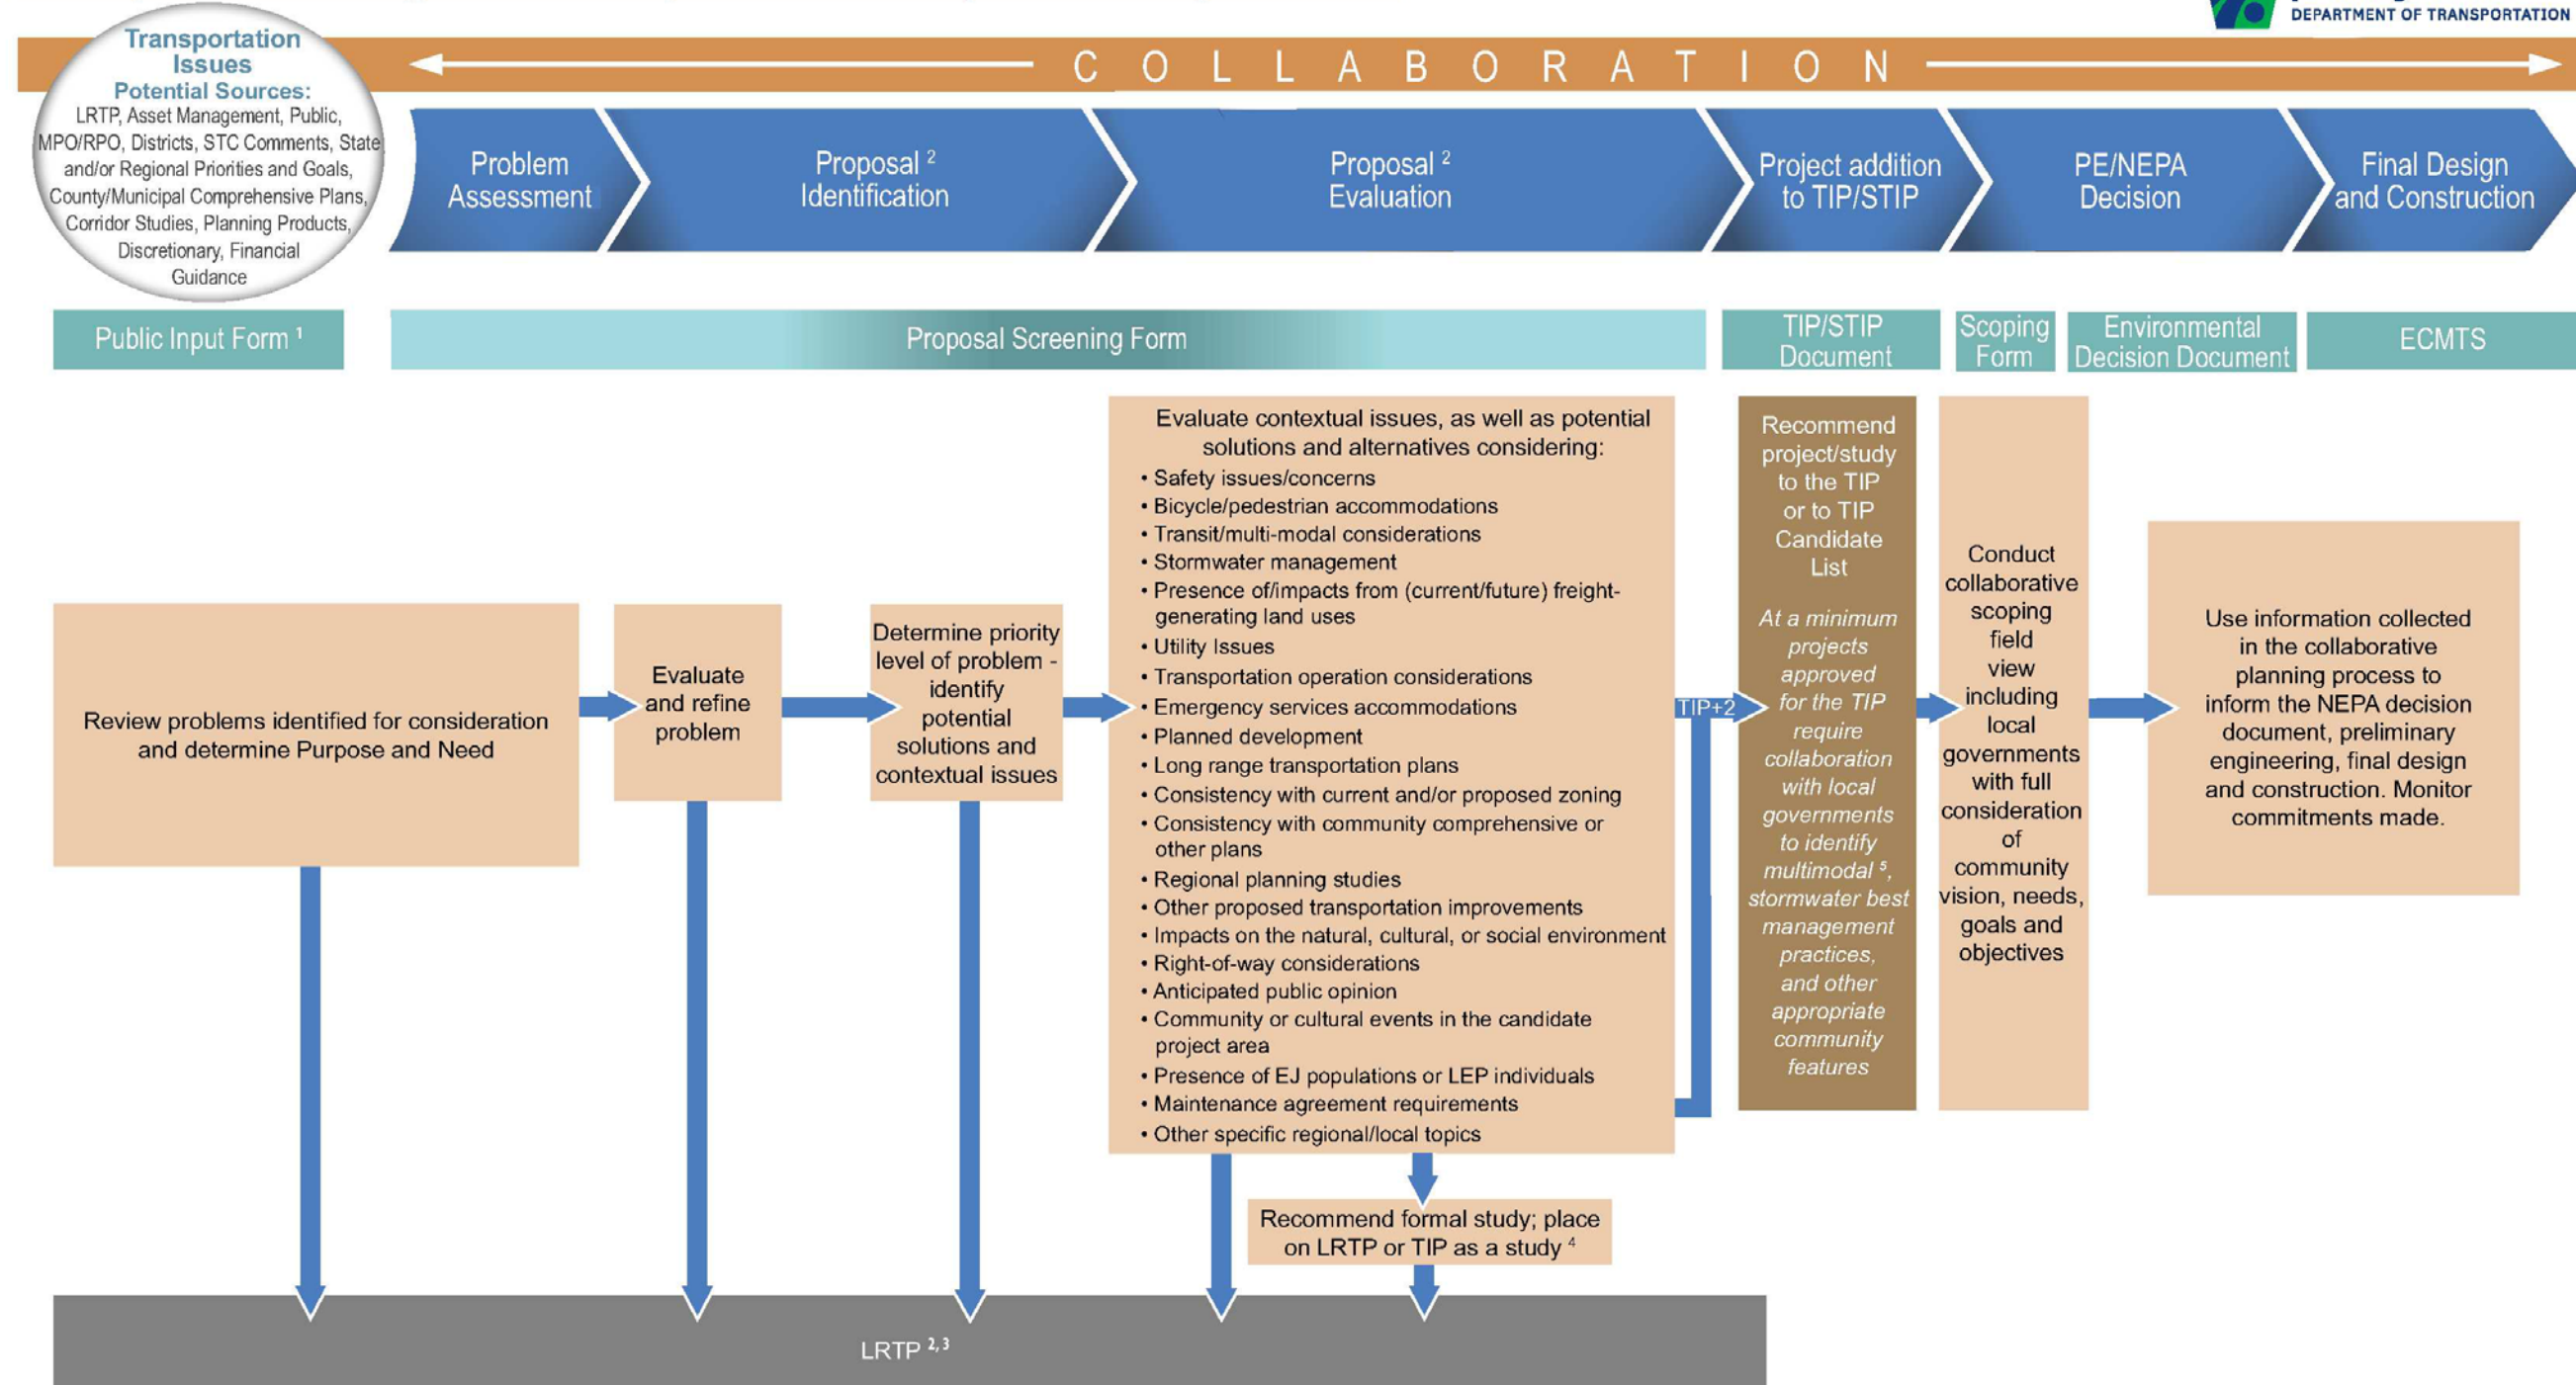 DEPARTMENT OF TRANSPORTATION
COLLABORATION
Transportation
Issues
Potential Sources:
LRTP, Asset Management, Public,
MPO/RPO, Districts, STC Comments, State
and/or Regional Priorities and Goals,
County/Municipal Comprehensive Plans,
Corridor Studies, Planning Products,
Discretionary, Financial
Guidance
Problem
Assessment
Proposal 2
Identification
Proposal 2
Evaluation
Project addition
to TIP/STIP
PE/NEPA
Decision
Final Design
and Construction
Public Input Form 1
Proposal Screening Form
TIP/STIP
Document
Scoping
Form
Environmental
Decision Document
ECMTS
Review problems identified for consideration
and determine Purpose and Need
Evaluate
and refine
problem
Determine priority
level of problem -
identify
potential
solutions and
contextual issues
Evaluate contextual issues, as well as potential
solutions and alternatives considering:
• Safety issues/concerns
• Bicycle/pedestrian accommodations
• Transit/multi-modal considerations
• Stormwater management
• Presence of/impacts from (current/future) freight-
generating land uses
• Utility Issues
• Transportation operation considerations
• Emergency services accommodations
• Planned development
• Long range transportation plans
• Consistency with current and/or proposed zoning
• Consistency with community comprehensive or
other plans
• Regional planning studies
• Other proposed transportation improvements
• Impacts on the natural, cultural, or social environment
• Right-of-way considerations
• Anticipated public opinion
• Community or cultural events in the candidate
project area
• Presence of EJ populations or LEP individuals
• Maintenance agreement requirements
• Other specific regional/local topics
TIP+2
Recommend
project/study
to the TIP
or to TIP
Candidate
List
At a minimum
projects
approved
for the TIP
require
collaboration
with local
governments
to identify
multimodal 5,
stormwater best
management
practices,
and other
appropriate
community
features
Conduct
collaborative
scoping
field
view
including
local
governments
with full
consideration
of
community
vision, needs,
goals and
objectives
Use information collected
in the collaborative
planning process to
inform the NEPA decision
document, preliminary
engineering, final design
and construction. Monitor
commitments made.
Recommend formal study; place
on LRTP or TIP as a study 4
LRTP 2,3